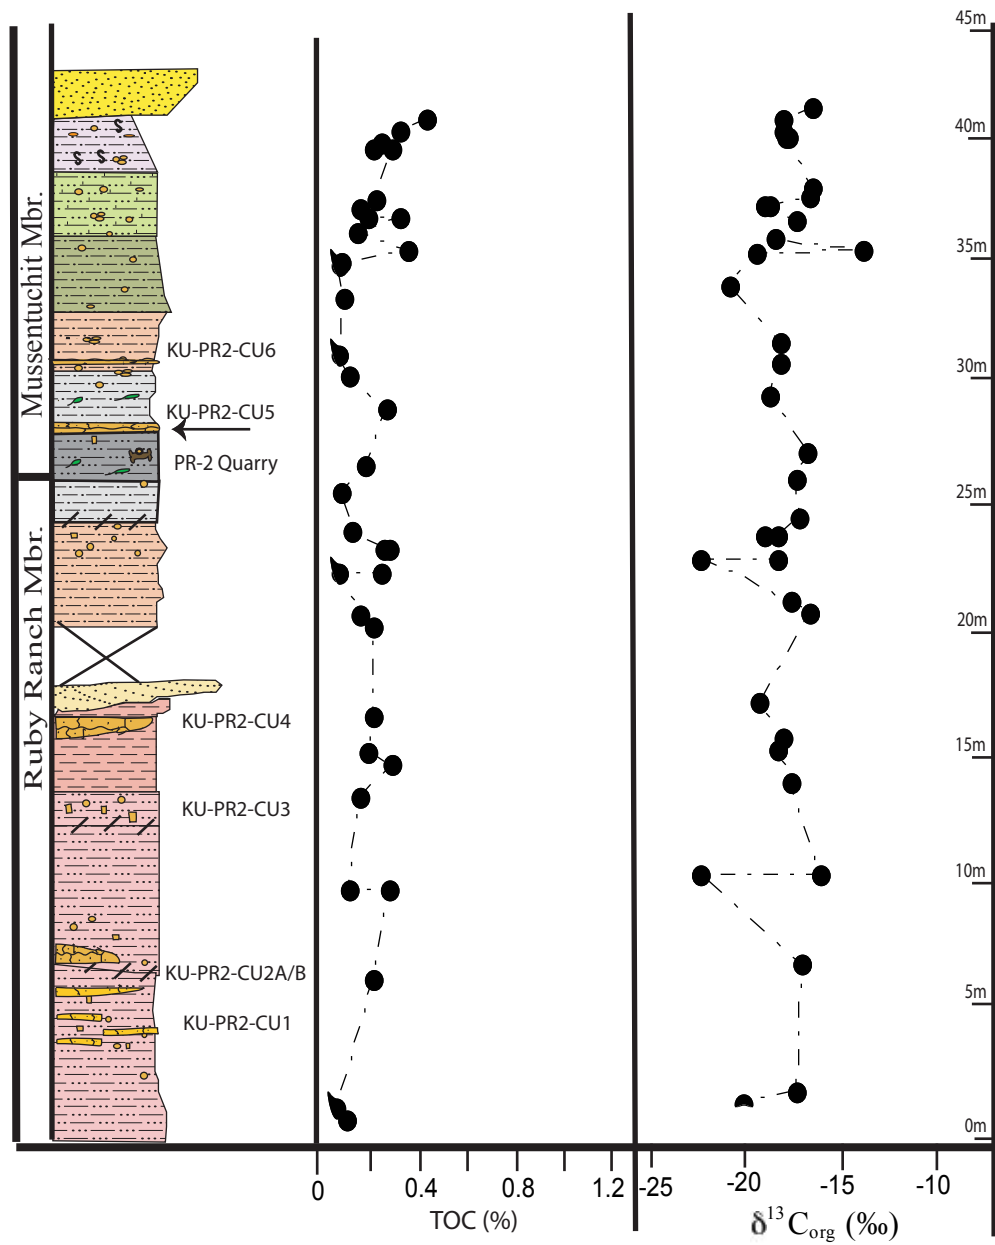 Mussentuchit Mbr.
Ruby Ranch Mbr.
KU-PR2-CU6
KU-PR2-CU5
PR-2 Quarry
KU-PR2-CU4
KU-PR2-CU3
KU-PR2-CU2A/B
KU-PR2-CU1
45m
40m
35m
30m
25m
20m
15m
10m
5m
0m
0 0.4 0.8 1.2
TOC (%)
-25 -20 -15 -10
δ¹³Corg (‰)